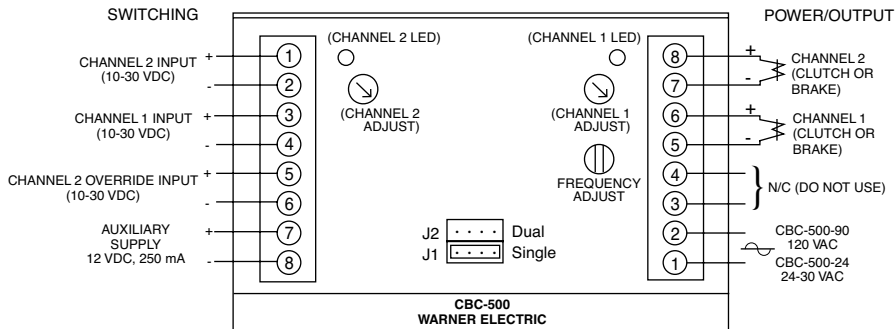 SWITCHING
POWER/OUTPUT
CHANNEL 2 INPUT
(10-30 VDC)
+
-
CHANNEL 1 INPUT
(10-30 VDC)
+
-
CHANNEL 2 OVERRIDE INPUT
(10-30 VDC)
+
-
AUXILIARY
SUPPLY
12 VDC, 250 mA
+
-
1
2
3
4
5
6
7
8
(CHANNEL 2 LED)
(CHANNEL 2
ADJUST)
(CHANNEL 1 LED)
(CHANNEL 1
ADJUST)
FREQUENCY
ADJUST
J2 Dual
J1 Single
8
7
6
5
4
3
2
1
+
-
CHANNEL 2
(CLUTCH OR
BRAKE)
+
-
CHANNEL 1
(CLUTCH OR
BRAKE)
N/C (DO NOT USE)
CBC-500-90
120 VAC
CBC-500-24
24-30 VAC
CBC-500
WARNER ELECTRIC